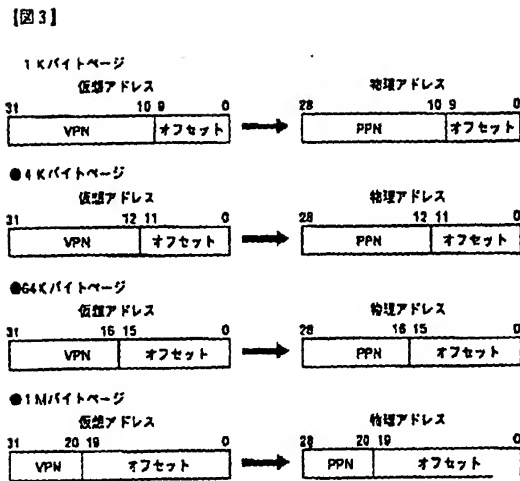 【図3】
1Kバイトページ
仮想アドレス 物理アドレス
31 10 9 0 28 10 9 0
VPN オフセット PPN オフセット
●4Kバイトページ
仮想アドレス 物理アドレス
31 12 11 0 28 12 11 0
VPN オフセット PPN オフセット
●64Kバイトページ
仮想アドレス 物理アドレス
31 16 15 0 28 16 15 0
VPN オフセット PPN オフセット
●1Mバイトページ
仮想アドレス 物理アドレス
31 20 19 0 28 20 19 0
VPN オフセット PPN オフセット